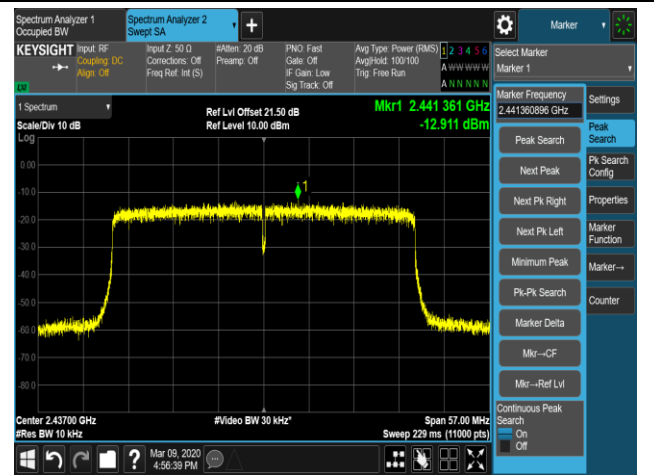 Spectrum Analyzer 1
Occupied BW
Spectrum Analyzer 2
Swept SA
Marker
KEYSIGHT
Input: RF
Coupling: DC
Align: Off
Input Z: 50 Ω
Corrections: Off
Freq Ref: Int (S)
#Atten: 20 dB
Preamp: Off
PNO: Fast
Gate: Off
IF Gain: Low
Sig Track: Off
Avg Type: Power (RMS)
Avg|Hold: 100/100
Trig: Free Run
1 2 3 4 5 6
A W W W W W
A N N N N N
Select Marker
Marker 1
LXI
1 Spectrum
Scale/Div 10 dB
Log
Ref Lvl Offset 21.50 dB
Ref Level 10.00 dBm
Mkr1 2.441 361 GHz
-12.911 dBm
0.00
-10.0
-20.0
-30.0
-40.0
-50.0
-60.0
-70.0
-80.0
1
Center 2.43700 GHz
#Res BW 10 kHz
#Video BW 30 kHz*
Span 57.00 MHz
Sweep 229 ms (11000 pts)
Marker Frequency
2.441360896 GHz
Peak Search
Next Peak
Next Pk Right
Next Pk Left
Minimum Peak
Pk-Pk Search
Marker Delta
Mkr→CF
Mkr→Ref Lvl
Continuous Peak
Search
On
Off
Settings
Peak
Search
Pk Search
Config
Properties
Marker
Function
Marker→
Counter
?
Mar 09, 2020
4:56:39 PM